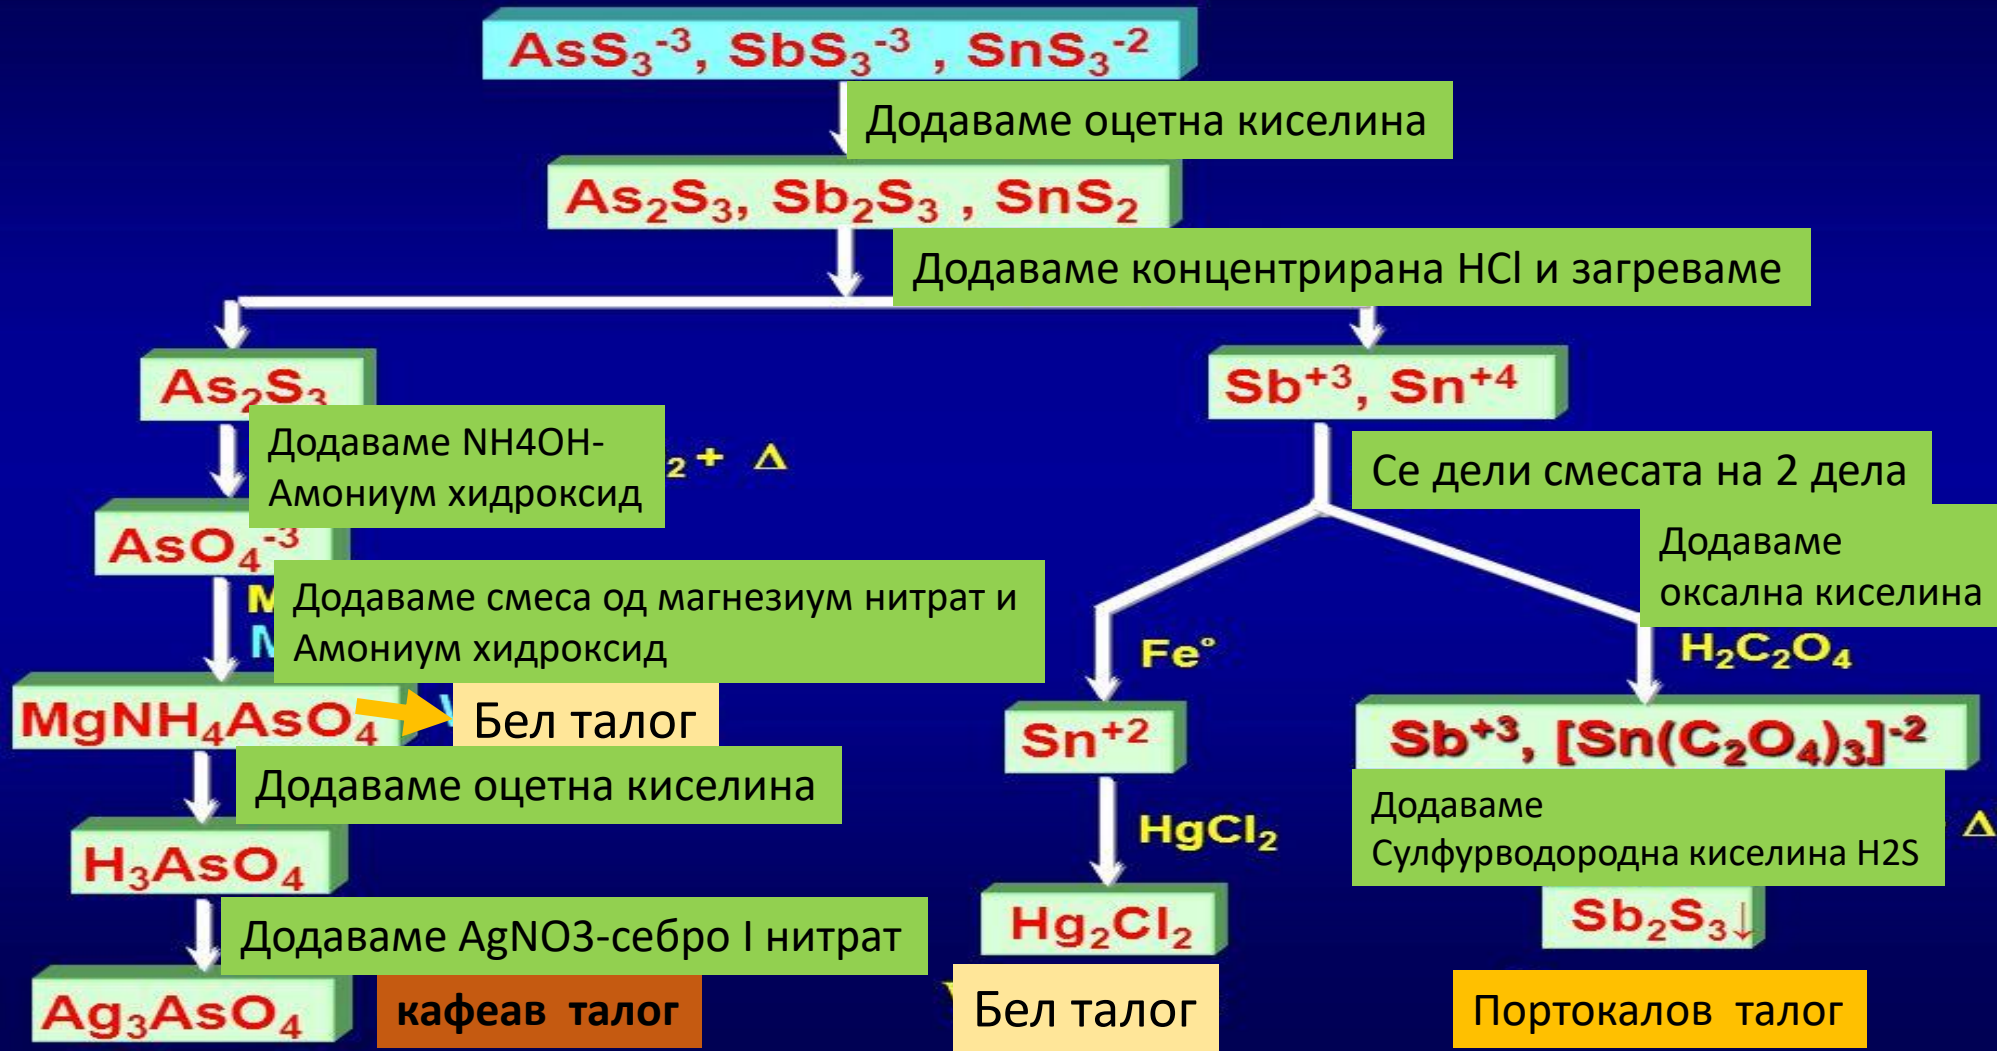 AsS₃⁻³, SbS₃⁻³ , SnS₃⁻²
Додаваме оцетна киселина
As₂S₃, Sb₂S₃ , SnS₂
Додаваме концентрирана HCl и загреваме
As₂S₃
Sb⁺³, Sn⁺⁴
Додаваме NH4OH-
Амониум хидроксид
₂ + Δ
Се дели смесата на 2 дела
AsO₄⁻³
Додаваме
оксална киселина
Додаваме смеса од магнезиум нитрат и
Амониум хидроксид
Fe°
H₂C₂O₄
MgNH₄AsO₄
Бел талог
Sn⁺²
Sb⁺³, [Sn(C₂O₄)₃]⁻²
Додаваме оцетна киселина
HgCl₂
Додаваме
Сулфурводородна киселина H2S
Δ
H₃AsO₄
Додаваме AgNO3-себро I нитрат
Hg₂Cl₂
Sb₂S₃↓
Ag₃AsO₄
кафеав талог
Бел талог
Портокалов талог